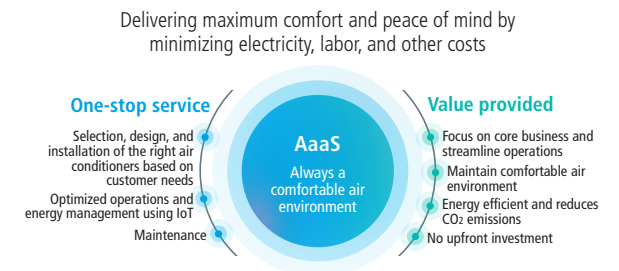 Delivering maximum comfort and peace of mind by
minimizing electricity, labor, and other costs
One-stop service
Selection, design, and
installation of the right air
conditioners based on
customer needs
Optimized operations and
energy management using IoT
Maintenance
AaaS
Always a
comfortable air
environment
Value provided
Focus on core business and
streamline operations
Maintain comfortable air
environment
Energy efficient and reduces
CO₂ emissions
No upfront investment